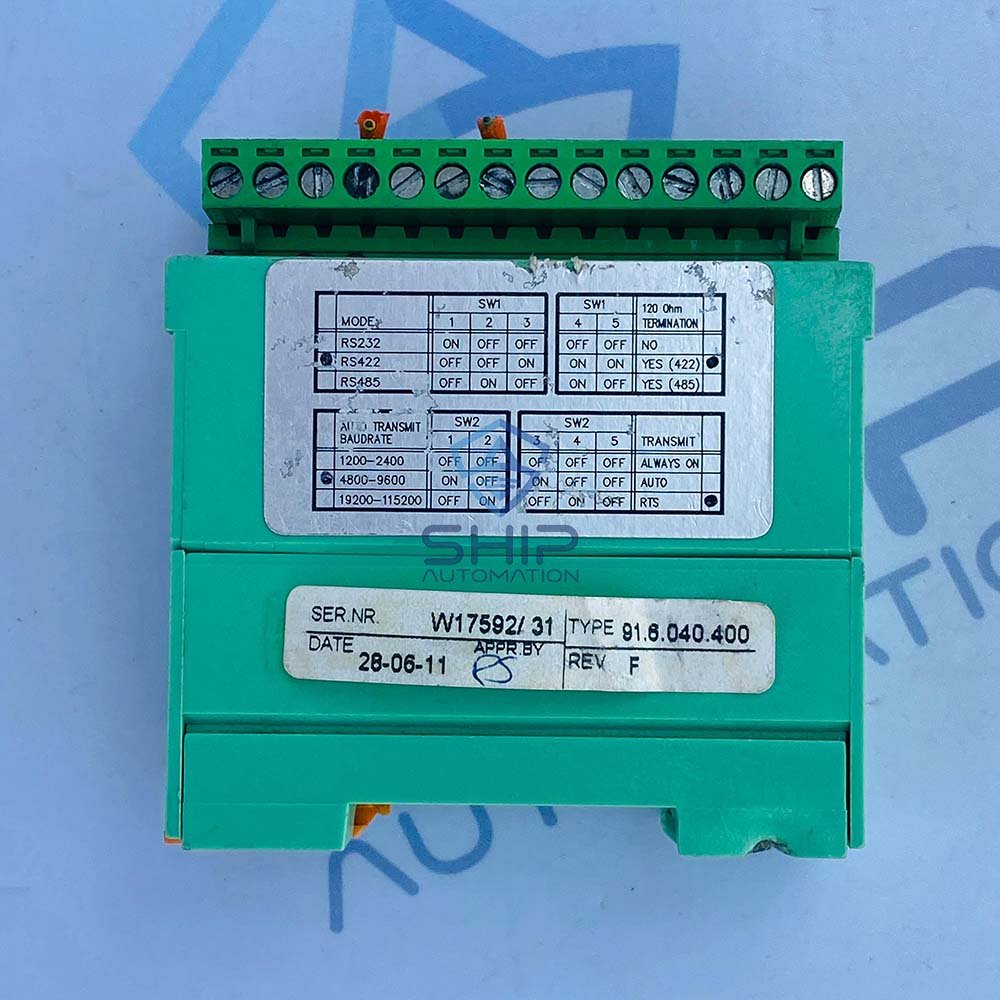 SW1 SW1 120 Ohm
MODE 1 2 3 4 5 TERMINATION
RS232 ON OFF OFF OFF OFF NO
RS422 OFF OFF ON ON OFF YES (422)
RS485 OFF ON OFF ON OFF YES (485)
AUTO TRANSMIT SW2 SW2
BAUDRATE 1 2 3 4 5 TRANSMIT
1200-2400 OFF OFF ON OFF OFF ALWAYS ON
4800-9600 ON OFF ON OFF AUTO
19200-115200 OFF ON OFF ON OFF RTS
SHIP
AUTOMATION
SER.NR. W17592/ 31 TYPE 91.6.040.400
DATE 28-06-11 APPR.BY REV F